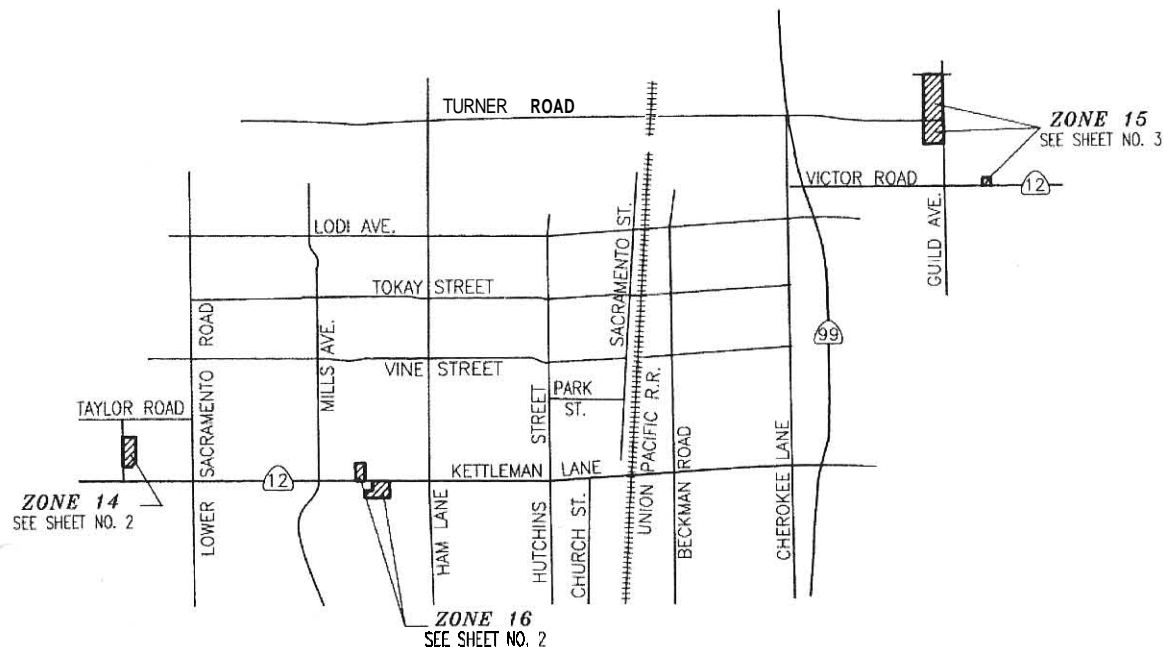 TURNER ROAD
ZONE 15
SEE SHEET NO. 3
VICTOR ROAD
12
GUILD AVE.
LODI AVE.
SACRAMENTO ST.
TOKAY STREET
LOWER SACRAMENTO ROAD
MILLS AVE.
99
VINE STREET
PARK
ST.
TAYLOR ROAD
HUTCHINS STREET
UNION PACIFIC R.R.
KETTLEMAN LANE
12
ZONE 14
SEE SHEET NO. 2
HAM LANE
CHURCH ST.
BECKMAN ROAD
CHEROKEE LANE
ZONE 16
SEE SHEET NO. 2